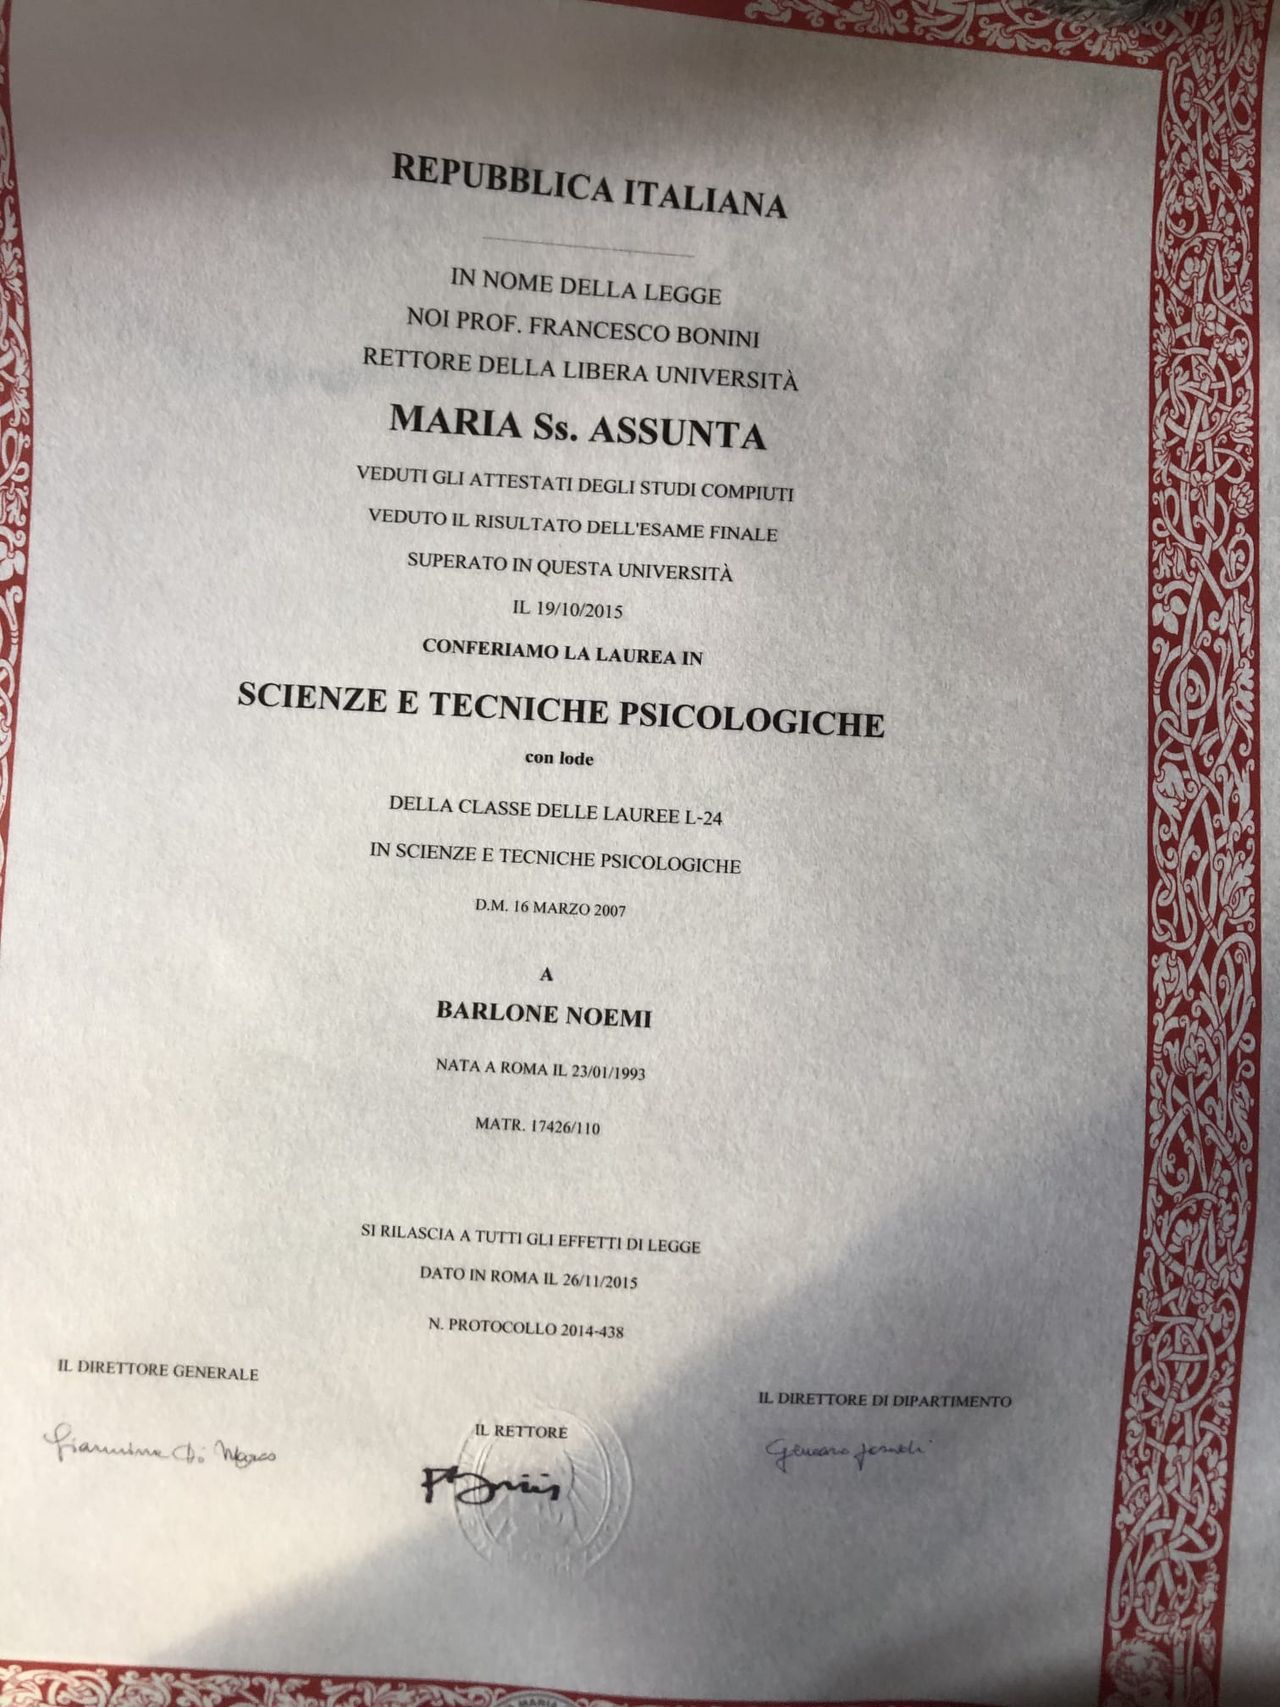 REPUBBLICA ITALIANA
IN NOME DELLA LEGGE
NOI PROF. FRANCESCO BONINI
RETTORE DELLA LIBERA UNIVERSITÀ
MARIA Ss. ASSUNTA
VEDUTI GLI ATTESTATI DEGLI STUDI COMPIUTI
VEDUTO IL RISULTATO DELL'ESAME FINALE
SUPERATO IN QUESTA UNIVERSITÀ
IL 19/10/2015
CONFERIAMO LA LAUREA IN
SCIENZE E TECNICHE PSICOLOGICHE
con lode
DELLA CLASSE DELLE LAUREE L-24
IN SCIENZE E TECNICHE PSICOLOGICHE
D.M. 16 MARZO 2007
A
BARLONE NOEMI
NATA A ROMA IL 23/01/1993
MATR. 17426/110
SI RILASCIA A TUTTI GLI EFFETTI DI LEGGE
DATO IN ROMA IL 26/11/2015
N. PROTOCOLLO 2014-438
IL DIRETTORE GENERALE
IL DIRETTORE DI DIPARTIMENTO
IL RETTORE
Giannina Di Marco
MARIA